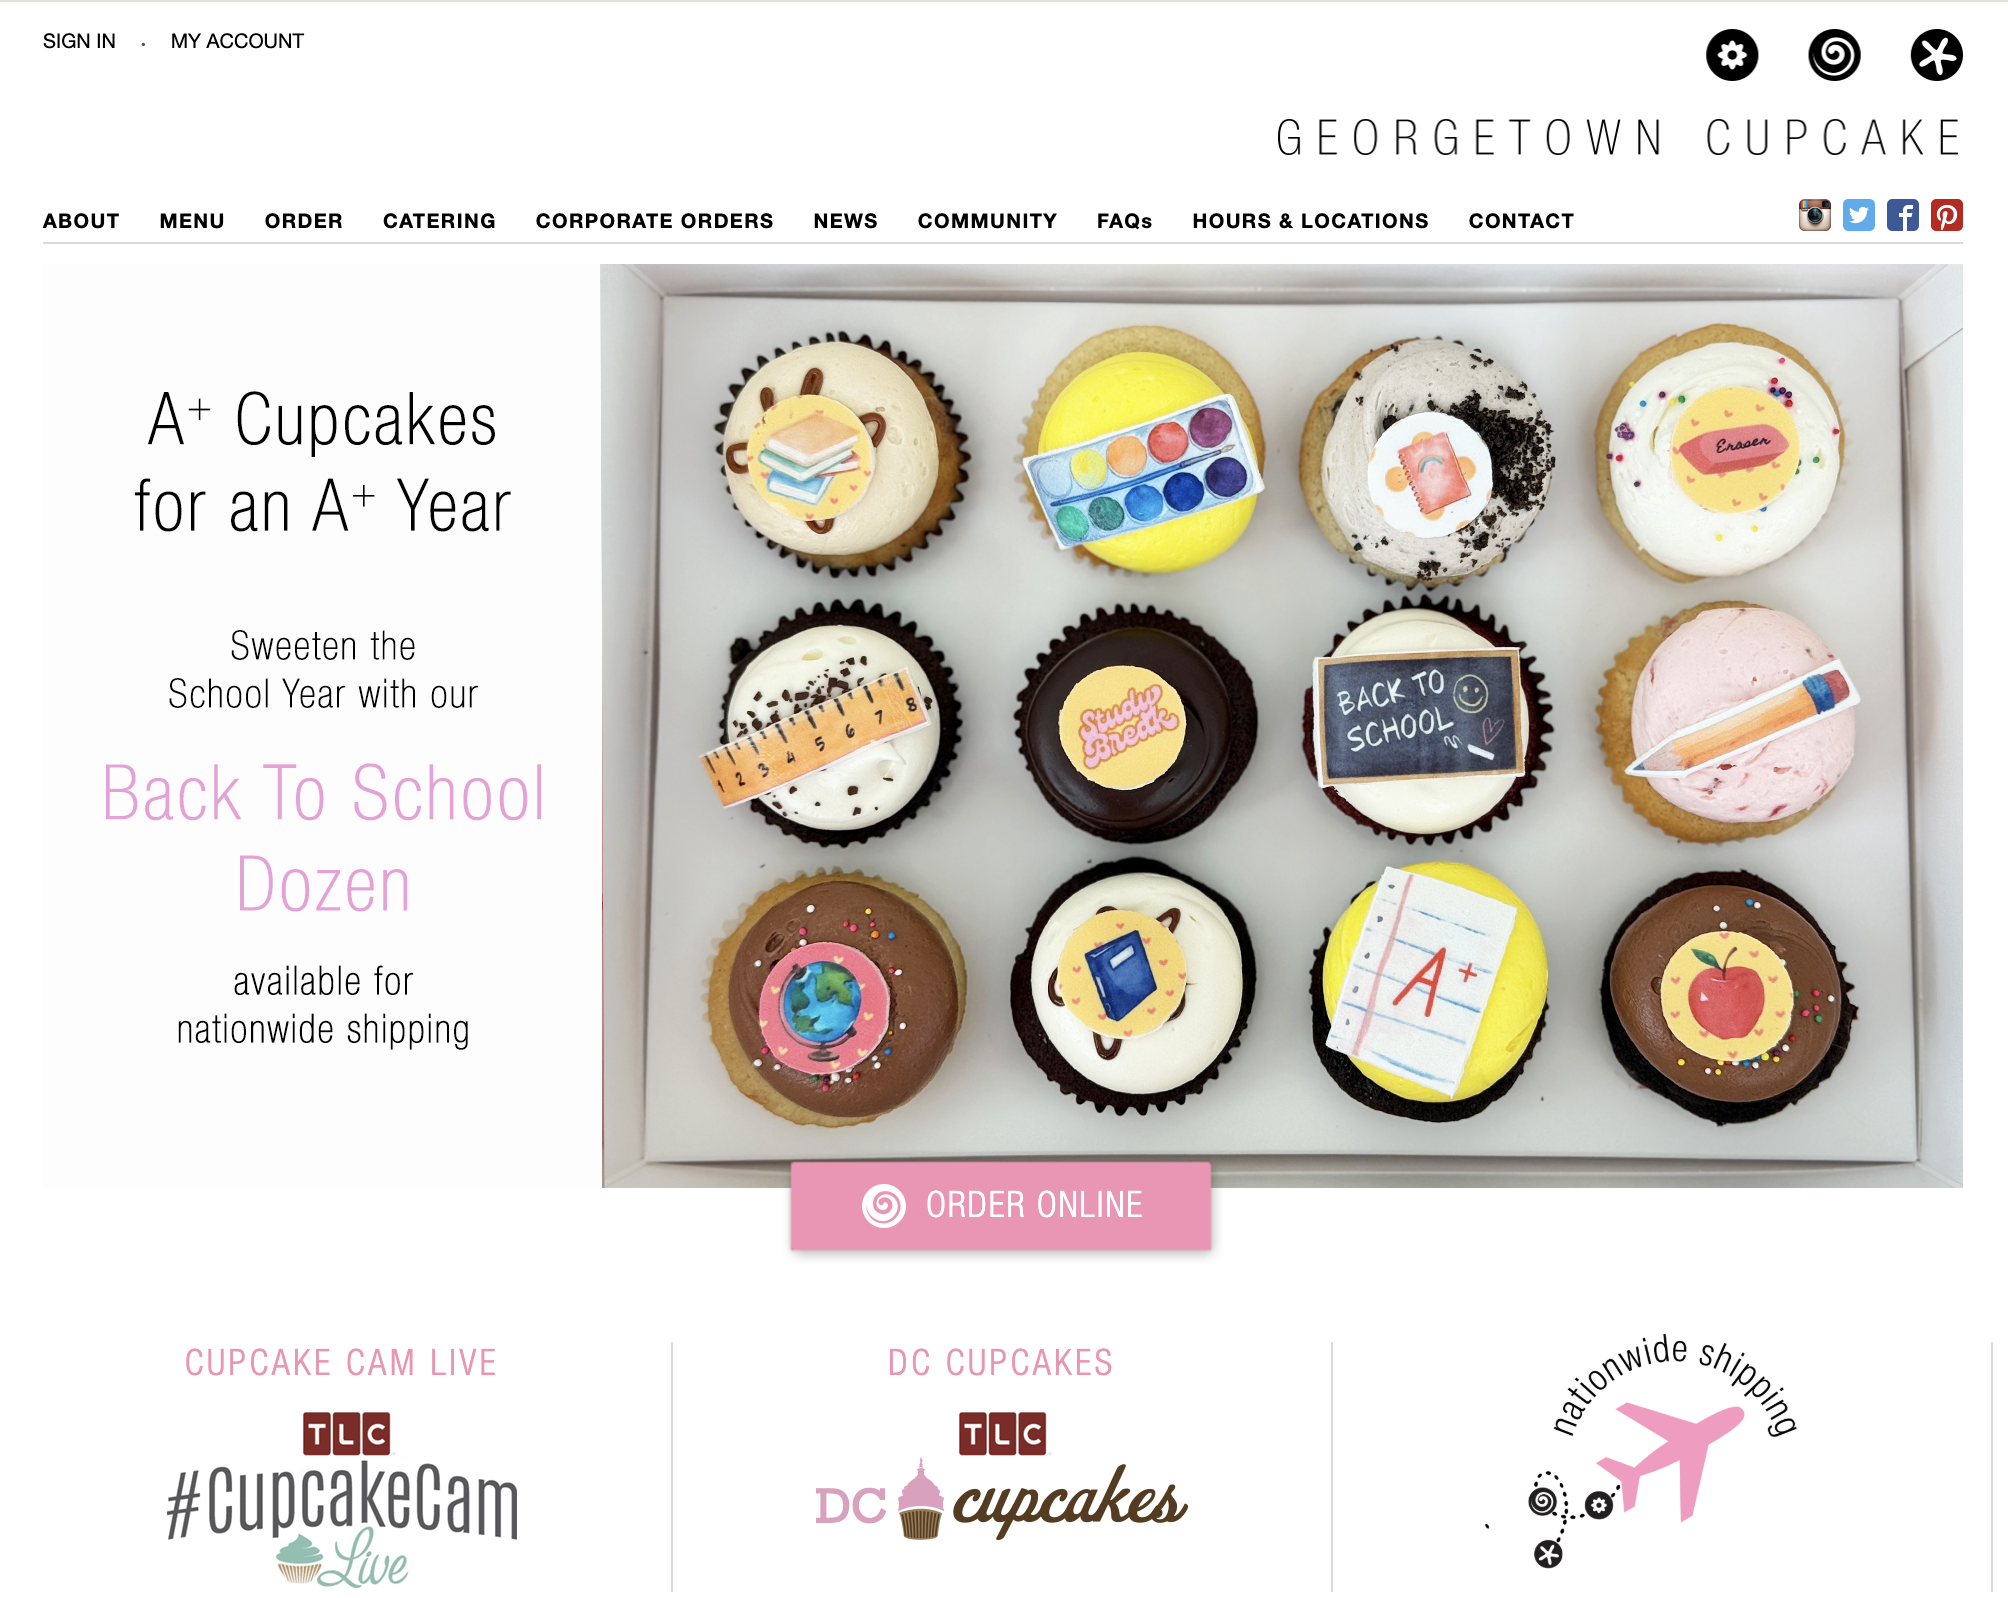 SIGN IN · MY ACCOUNT
GEORGETOWN CUPCAKE
ABOUT MENU ORDER CATERING CORPORATE ORDERS NEWS COMMUNITY FAQs HOURS & LOCATIONS CONTACT
A+ Cupcakes
for an A+ Year
Sweeten the
School Year with our
Back To School
Dozen
available for
nationwide shipping
Eraser
1 2 3 4 5 6 7 8
Study
Break
BACK TO
SCHOOL
A+
ORDER ONLINE
CUPCAKE CAM LIVE
TLC
#CupcakeCam
Live
DC CUPCAKES
TLC
DC cupcakes
nationwide shipping